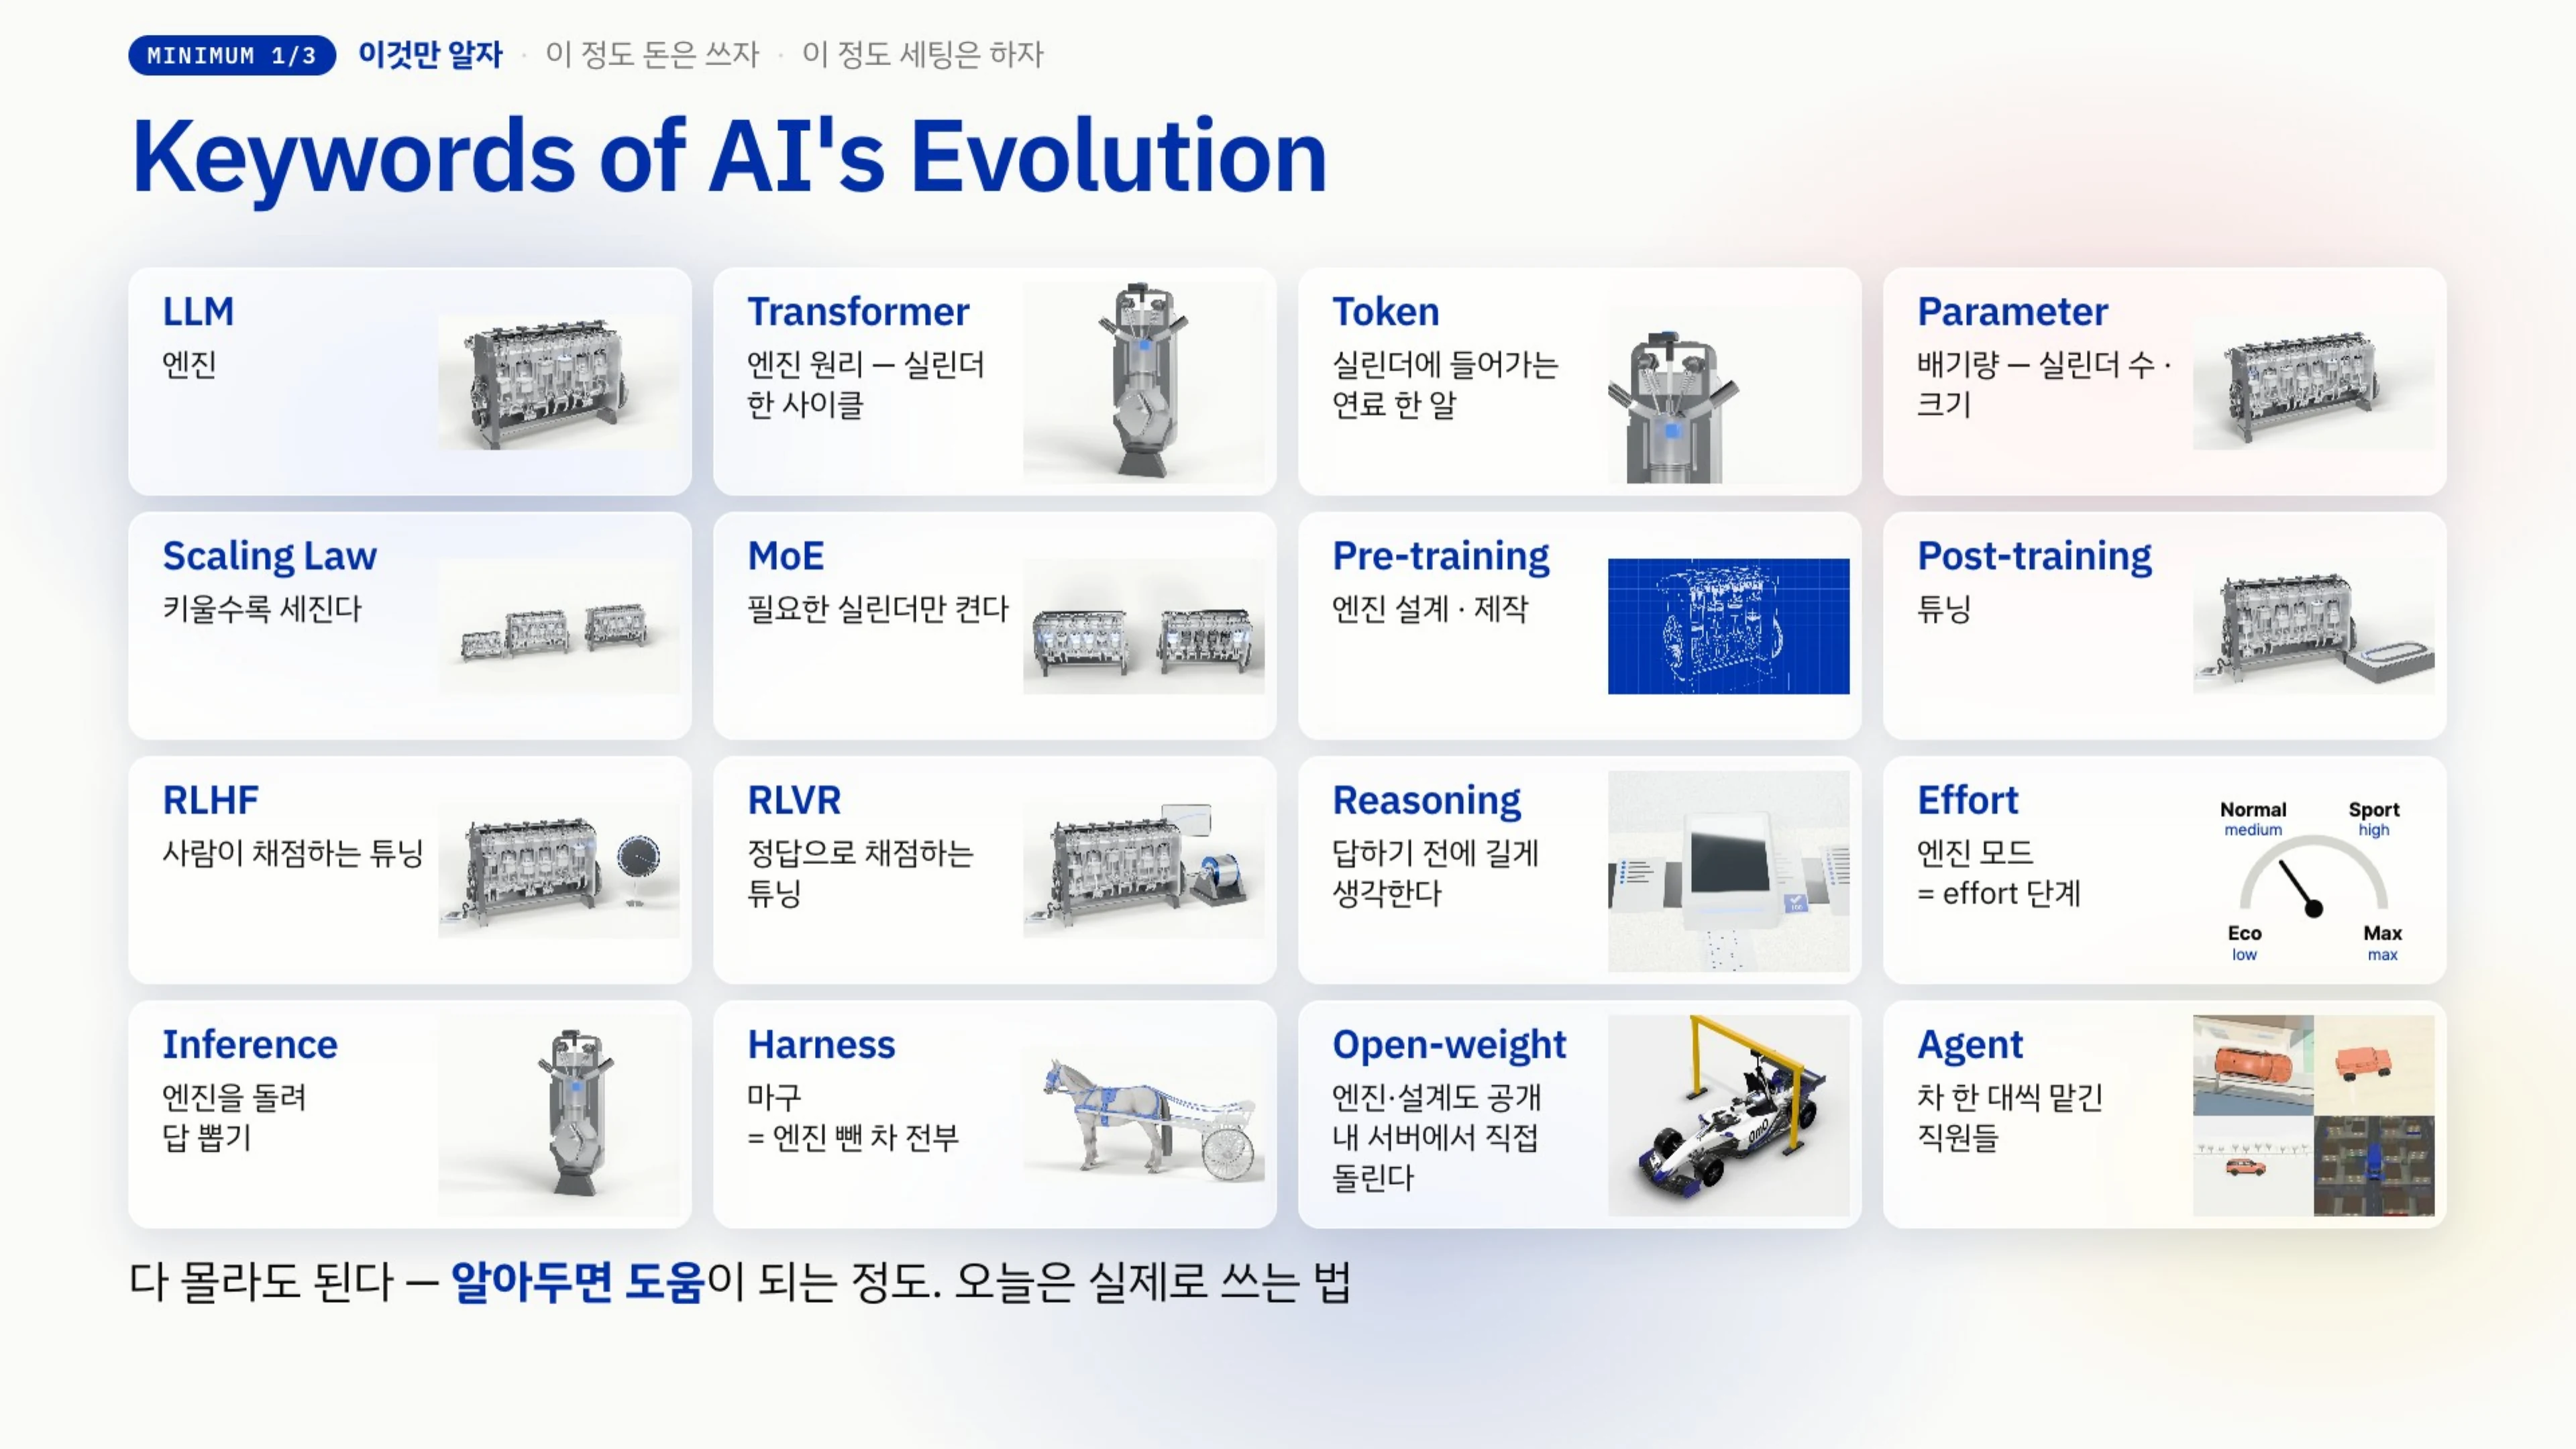 MINIMUM 1/3 이것만 알자 · 이 정도 돈은 쓰자 · 이 정도 세팅은 하자
Keywords of AI's Evolution
LLM
엔진
Transformer
엔진 원리 — 실린더
한 사이클
Token
실린더에 들어가는
연료 한 알
Parameter
배기량 — 실린더 수 ·
크기
Scaling Law
키울수록 세진다
MoE
필요한 실린더만 켠다
Pre-training
엔진 설계 · 제작
Post-training
튜닝
RLHF
사람이 채점하는 튜닝
RLVR
정답으로 채점하는
튜닝
Reasoning
답하기 전에 길게
생각한다
Effort
엔진 모드
= effort 단계
Normal
medium
Sport
high
Eco
low
Max
max
Inference
엔진을 돌려
답 뽑기
Harness
마구
= 엔진 뺀 차 전부
Open-weight
엔진·설계도 공개
내 서버에서 직접
돌린다
Agent
차 한 대씩 맡긴
직원들
다 몰라도 된다 — 알아두면 도움이 되는 정도. 오늘은 실제로 쓰는 법